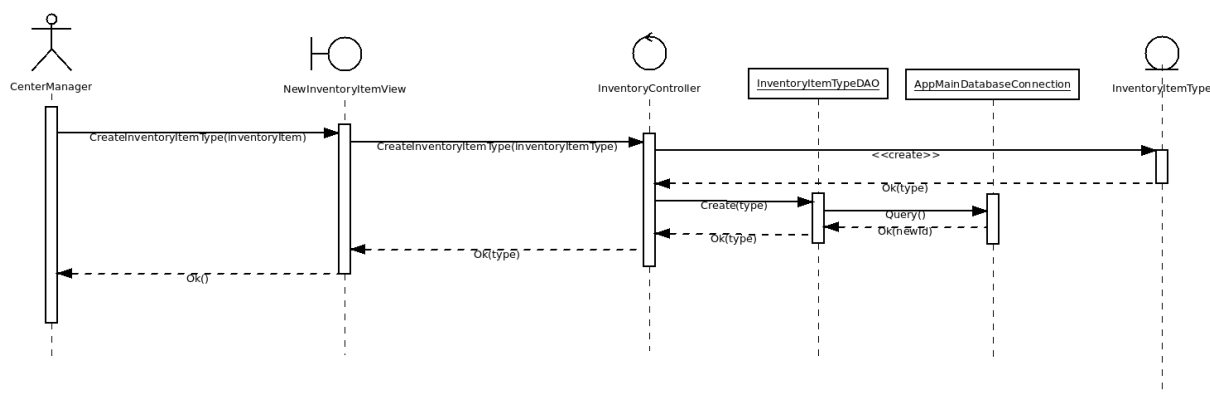 CenterManager
NewInventoryItemView
InventoryController
InventoryItemTypeDAO
AppMainDatabaseConnection
InventoryItemType
CreateInventoryItemType(InventoryItem)
CreateInventoryItemType(InventoryItemType)
<<create>>
Ok(type)
Create(type)
Query()
Ok(newId)
Ok(type)
Ok(type)
Ok()